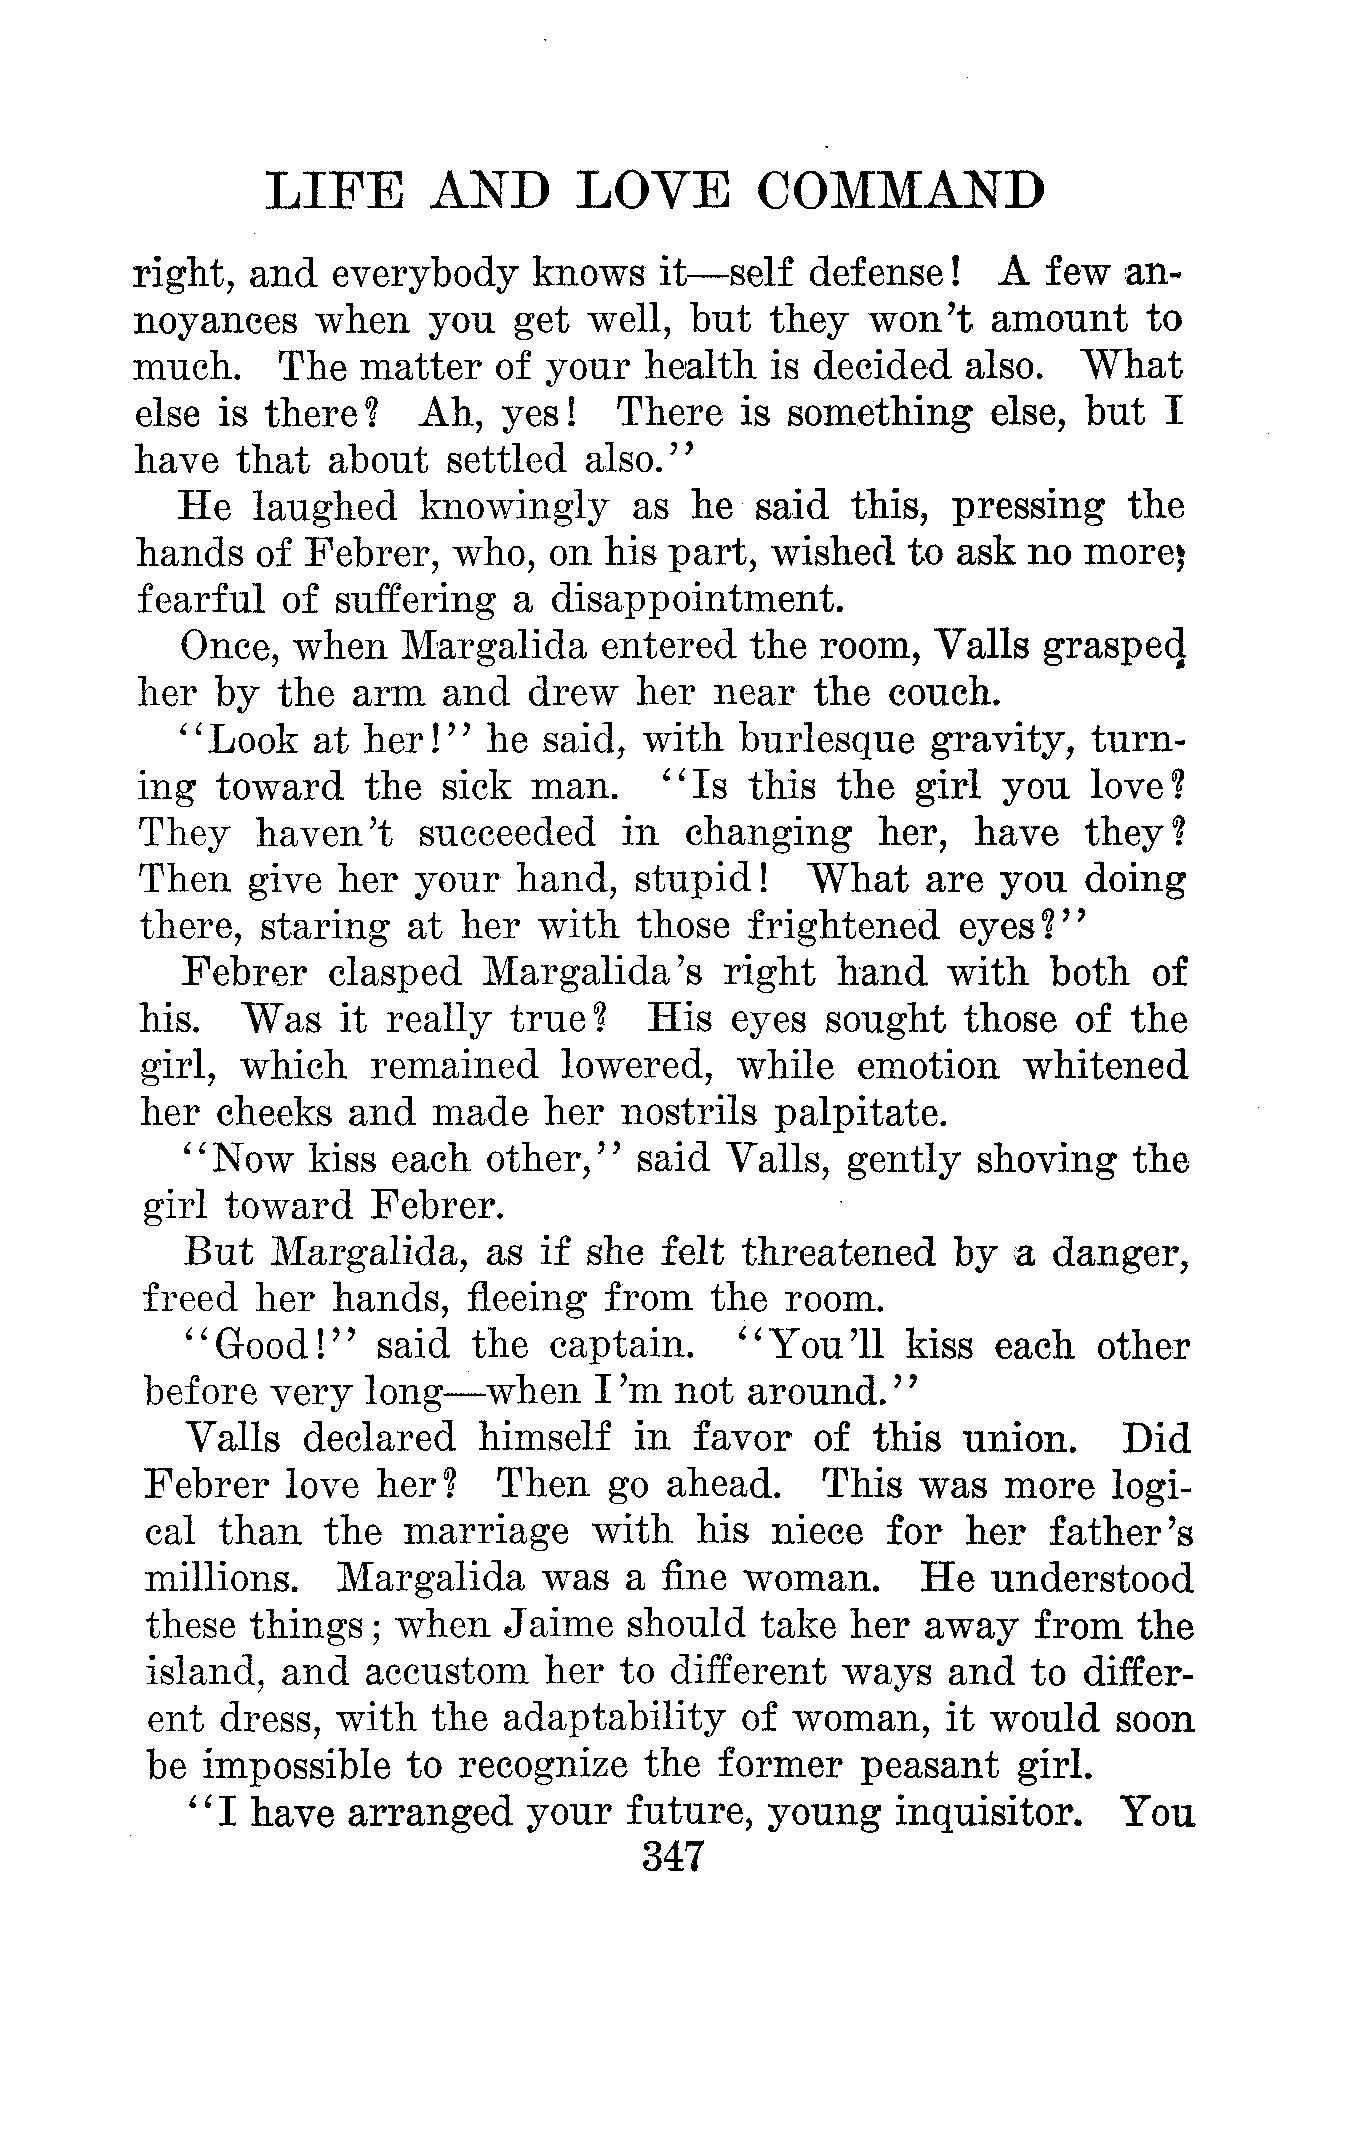 LIFE AND LOVE COMMAND
right, and everybody knows it—self defense! A few an-
noyances when you get well, but they won't amount to
much. The matter of your health is decided also. What
else is there? Ah, yes! There is something else, but I
have that about settled also."
He laughed knowingly as he said this, pressing the
hands of Febrer, who, on his part, wished to ask no more,
fearful of suffering a disappointment.
Once, when Margalida entered the room, Valls grasped
her by the arm and drew her near the couch.
"Look at her!" he said, with burlesque gravity, turn-
ing toward the sick man. "Is this the girl you love?
They haven't succeeded in changing her, have they?
Then give her your hand, stupid! What are you doing
there, staring at her with those frightened eyes?"
Febrer clasped Margalida's right hand with both of
his. Was it really true? His eyes sought those of the
girl, which remained lowered, while emotion whitened
her cheeks and made her nostrils palpitate.
"Now kiss each other," said Valls, gently shoving the
girl toward Febrer.
But Margalida, as if she felt threatened by a danger,
freed her hands, fleeing from the room.
"Good!" said the captain. "You'll kiss each other
before very long—when I'm not around."
Valls declared himself in favor of this union. Did
Febrer love her? Then go ahead. This was more logi-
cal than the marriage with his niece for her father's
millions. Margalida was a fine woman. He understood
these things; when Jaime should take her away from the
island, and accustom her to different ways and to differ-
ent dress, with the adaptability of woman, it would soon
be impossible to recognize the former peasant girl.
"I have arranged your future, young inquisitor. You
347